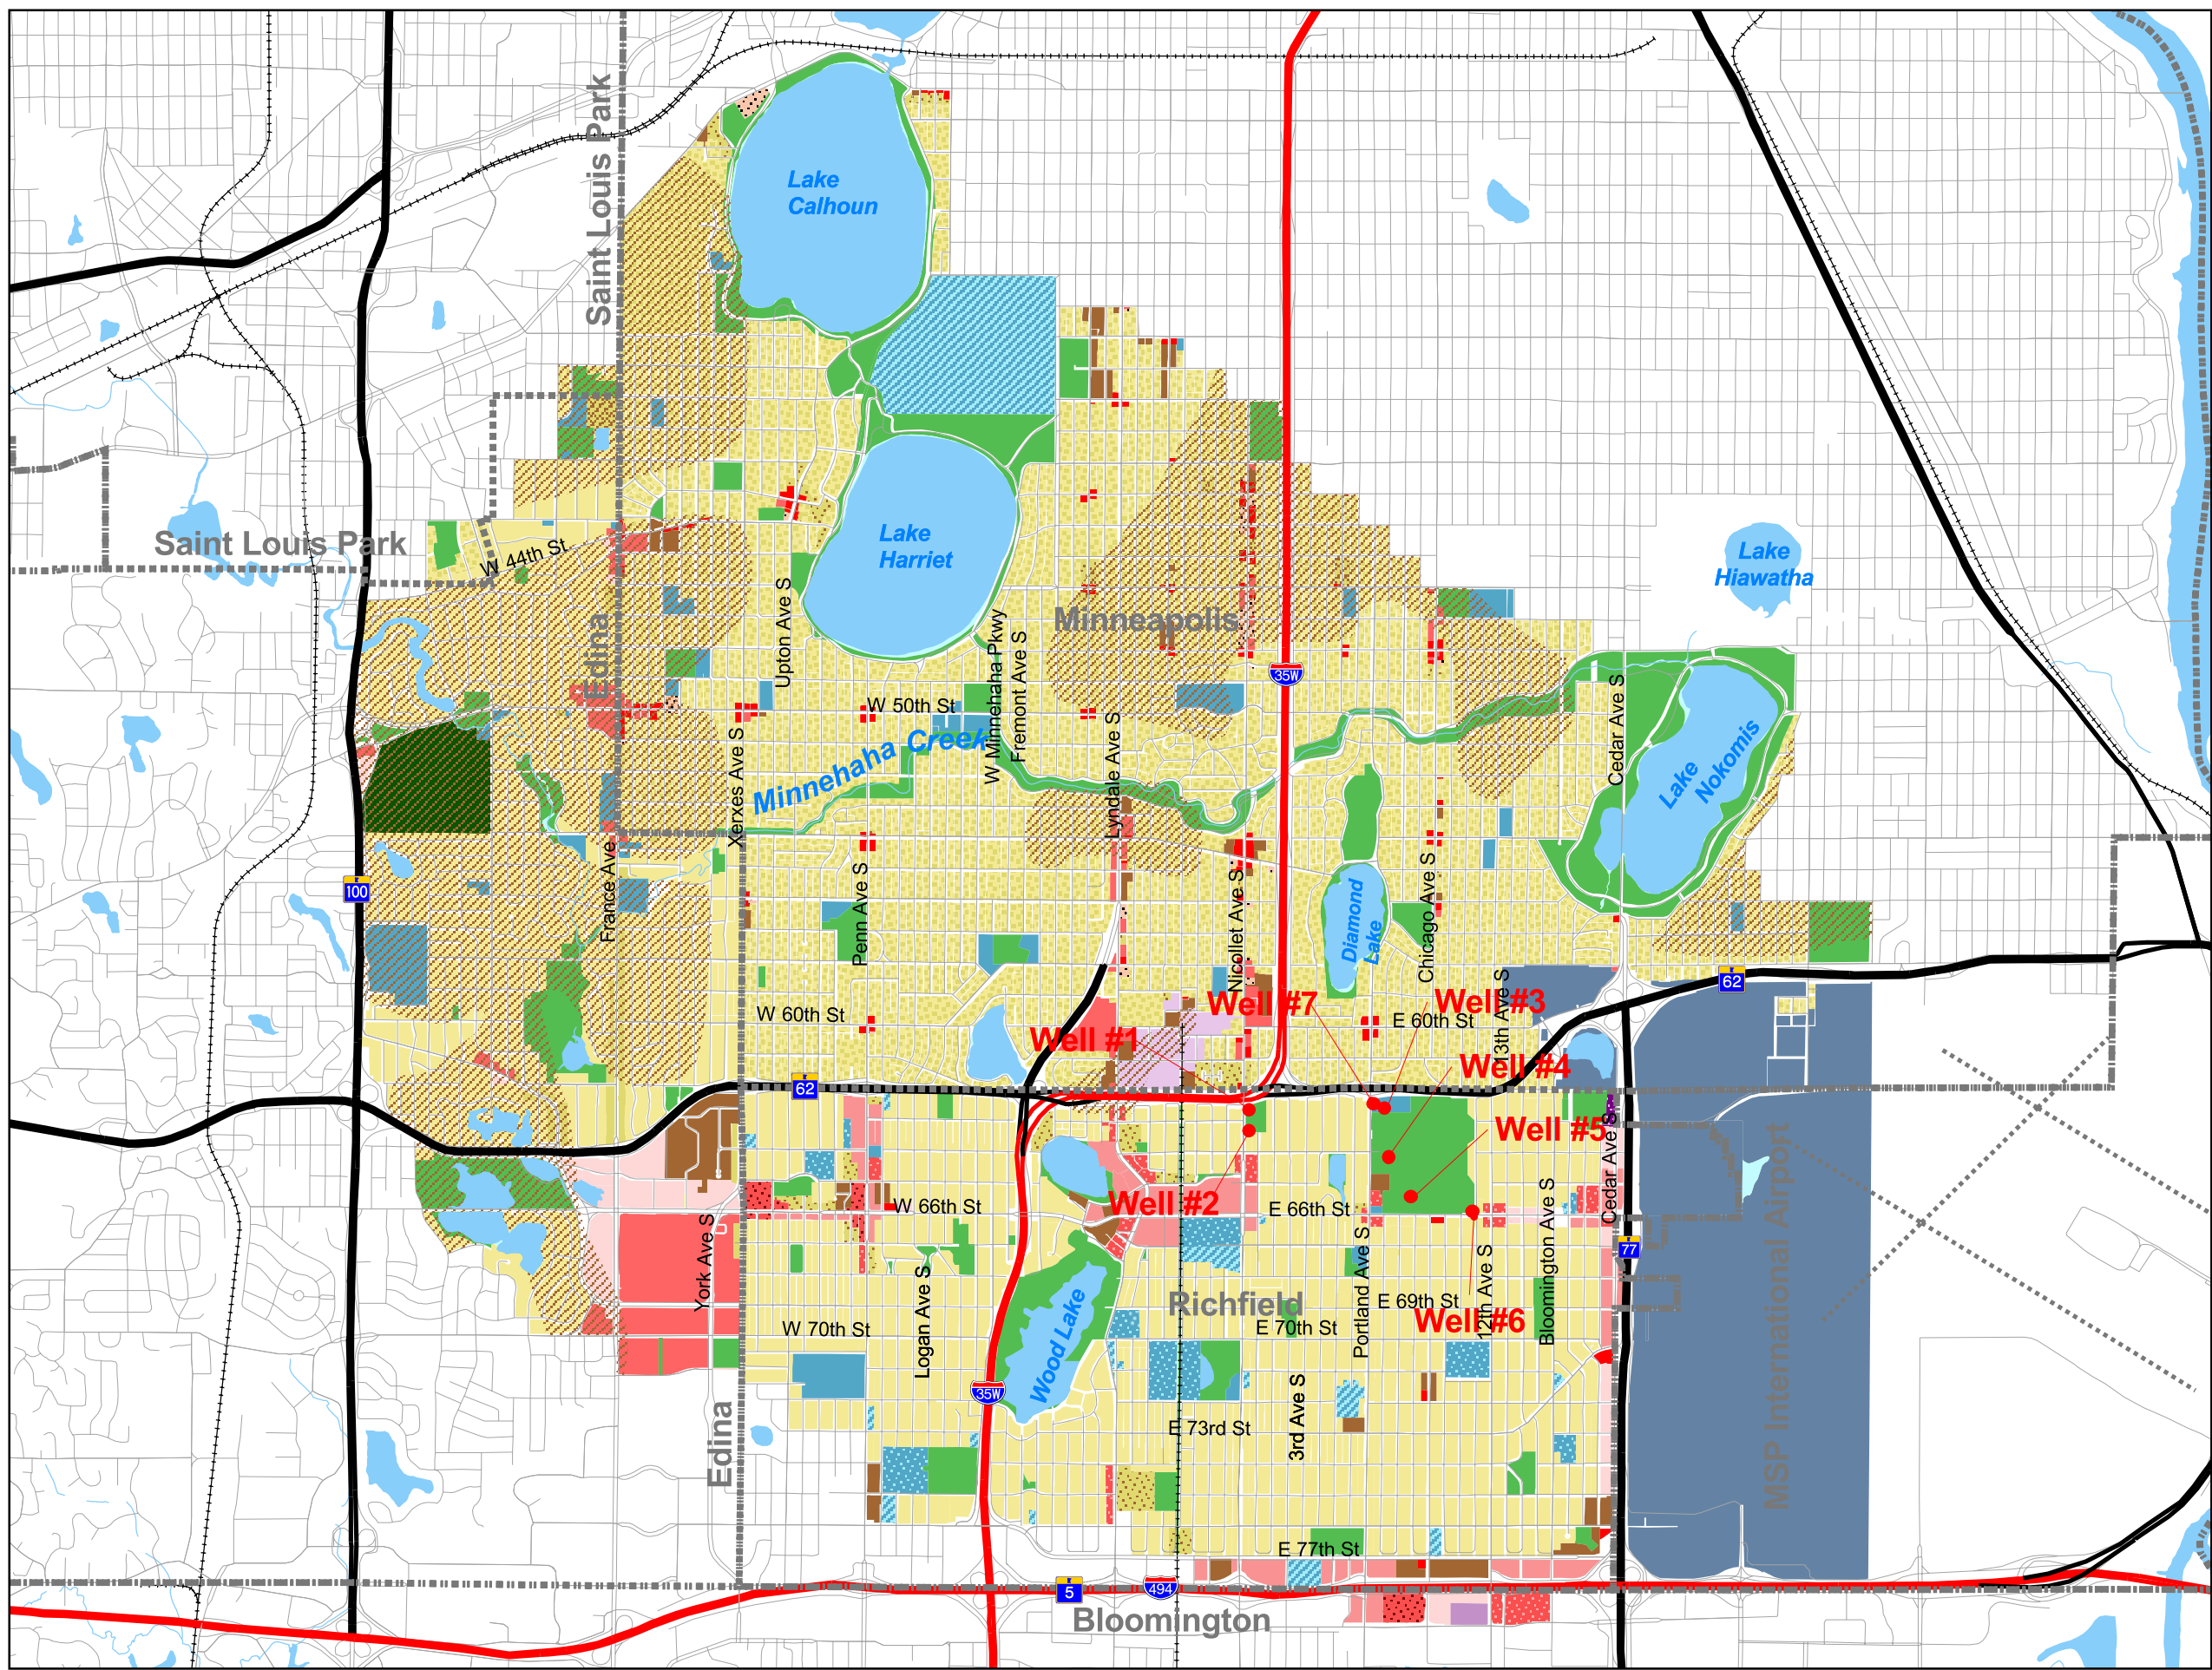 Saint Louis Park
Lake
Calhoun
Saint Louis Park
W 44th St
Lake
Harriet
Lake
Hiawatha
Edina
Upton Ave S
W Minnehaha Pkwy
Fremont Ave S
Minneapolis
35W
W 50th St
Minnehaha Creek
Xerxes Ave S
Lyndale Ave S
Cedar Ave S
Lake
Nokomis
100
France Ave
Penn Ave S
Nicollet Ave S
Diamond
Lake
Chicago Ave S
62
W 60th St
Well #7
Well #3
E 60th St
13th Ave S
Well #1
Well #4
62
Well #5
Cedar Ave S
MSP International Airport
York Ave S
W 66th St
Well #2
E 66th St
Bloomington Ave S
77
Logan Ave S
Wood Lake
Richfield
Portland Ave S
E 69th St
12th Ave S
Well #6
W 70th St
E 70th St
35W
Edina
E 73rd St
3rd Ave S
E 77th St
5
494
Bloomington